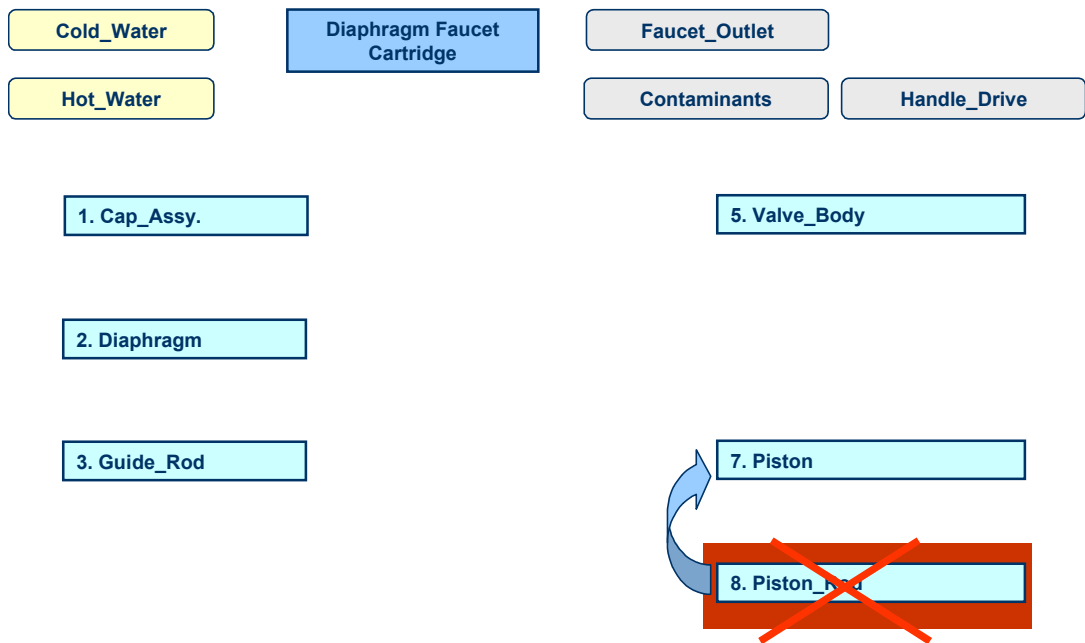 Cold_Water
Diaphragm Faucet
Cartridge
Faucet_Outlet
Hot_Water
Contaminants
Handle_Drive
1. Cap_Assy.
5. Valve_Body
2. Diaphragm
3. Guide_Rod
7. Piston
8. Piston_Rod